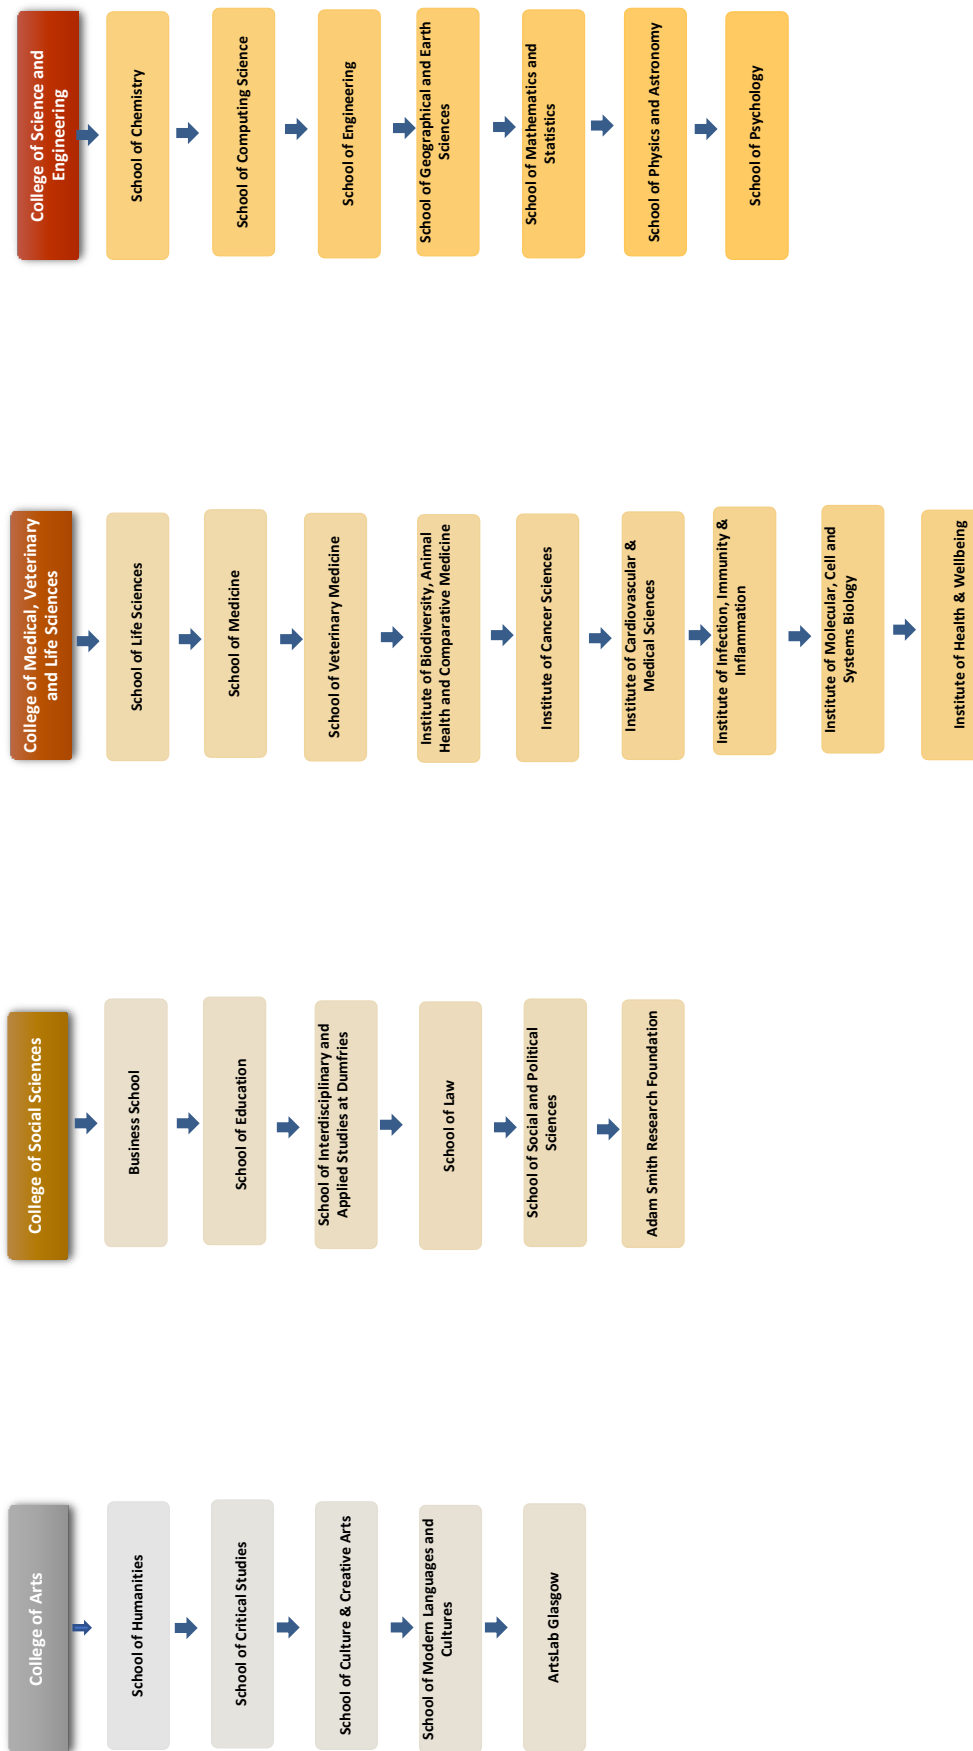 College of Arts
School of Humanities
School of Critical Studies
School of Culture & Creative Arts
School of Modern Languages and
Cultures
ArtsLab Glasgow
College of Social Sciences
Business School
School of Education
School of Interdisciplinary and
Applied Studies at Dumfries
School of Law
School of Social and Political
Sciences
Adam Smith Research Foundation
College of Medical, Veterinary
and Life Sciences
School of Life Sciences
School of Medicine
School of Veterinary Medicine
Institute of Biodiversity, Animal
Health and Comparative Medicine
Institute of Cancer Sciences
Institute of Cardiovascular &
Medical Sciences
Institute of Infection, Immunity &
Inflammation
Institute of Molecular, Cell and
Systems Biology
Institute of Health & Wellbeing
College of Science and
Engineering
School of Chemistry
School of Computing Science
School of Engineering
School of Geographical and Earth
Sciences
School of Mathematics and
Statistics
School of Physics and Astronomy
School of Psychology